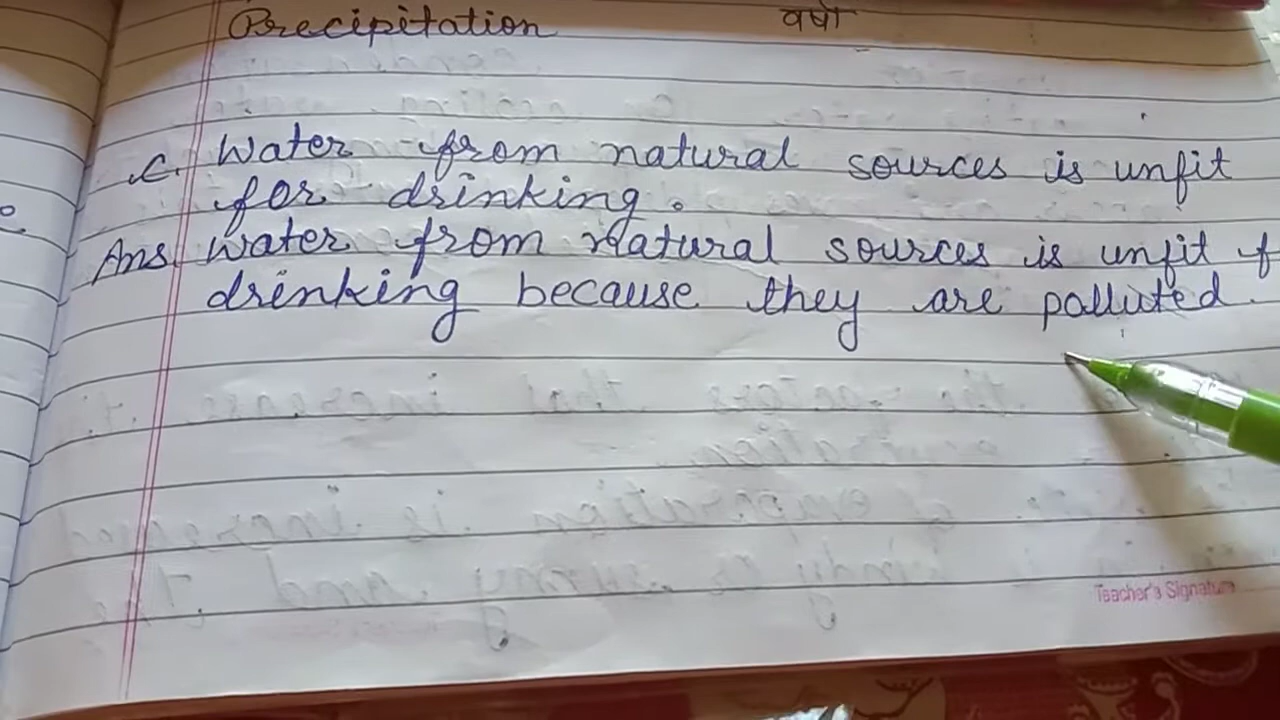 Precipitation वर्षा
c. Water from natural sources is unfit
for drinking.
Ans. Water from natural sources is unfit f
drinking because they are polluted.
Teacher's Signature